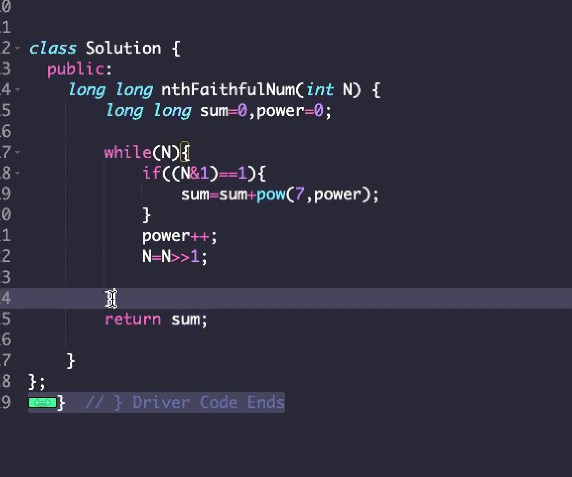 0
1
2 class Solution {
3 public:
4 long long nthFaithfulNum(int N) {
5 long long sum=0,power=0;
6
7 while(N){
8 if((N&1)==1){
9 sum=sum+pow(7,power);
0 }
1 power++;
2 N=N>>1;
3
4 }
5 return sum;
6
7 }
8 };
9 } // } Driver Code Ends